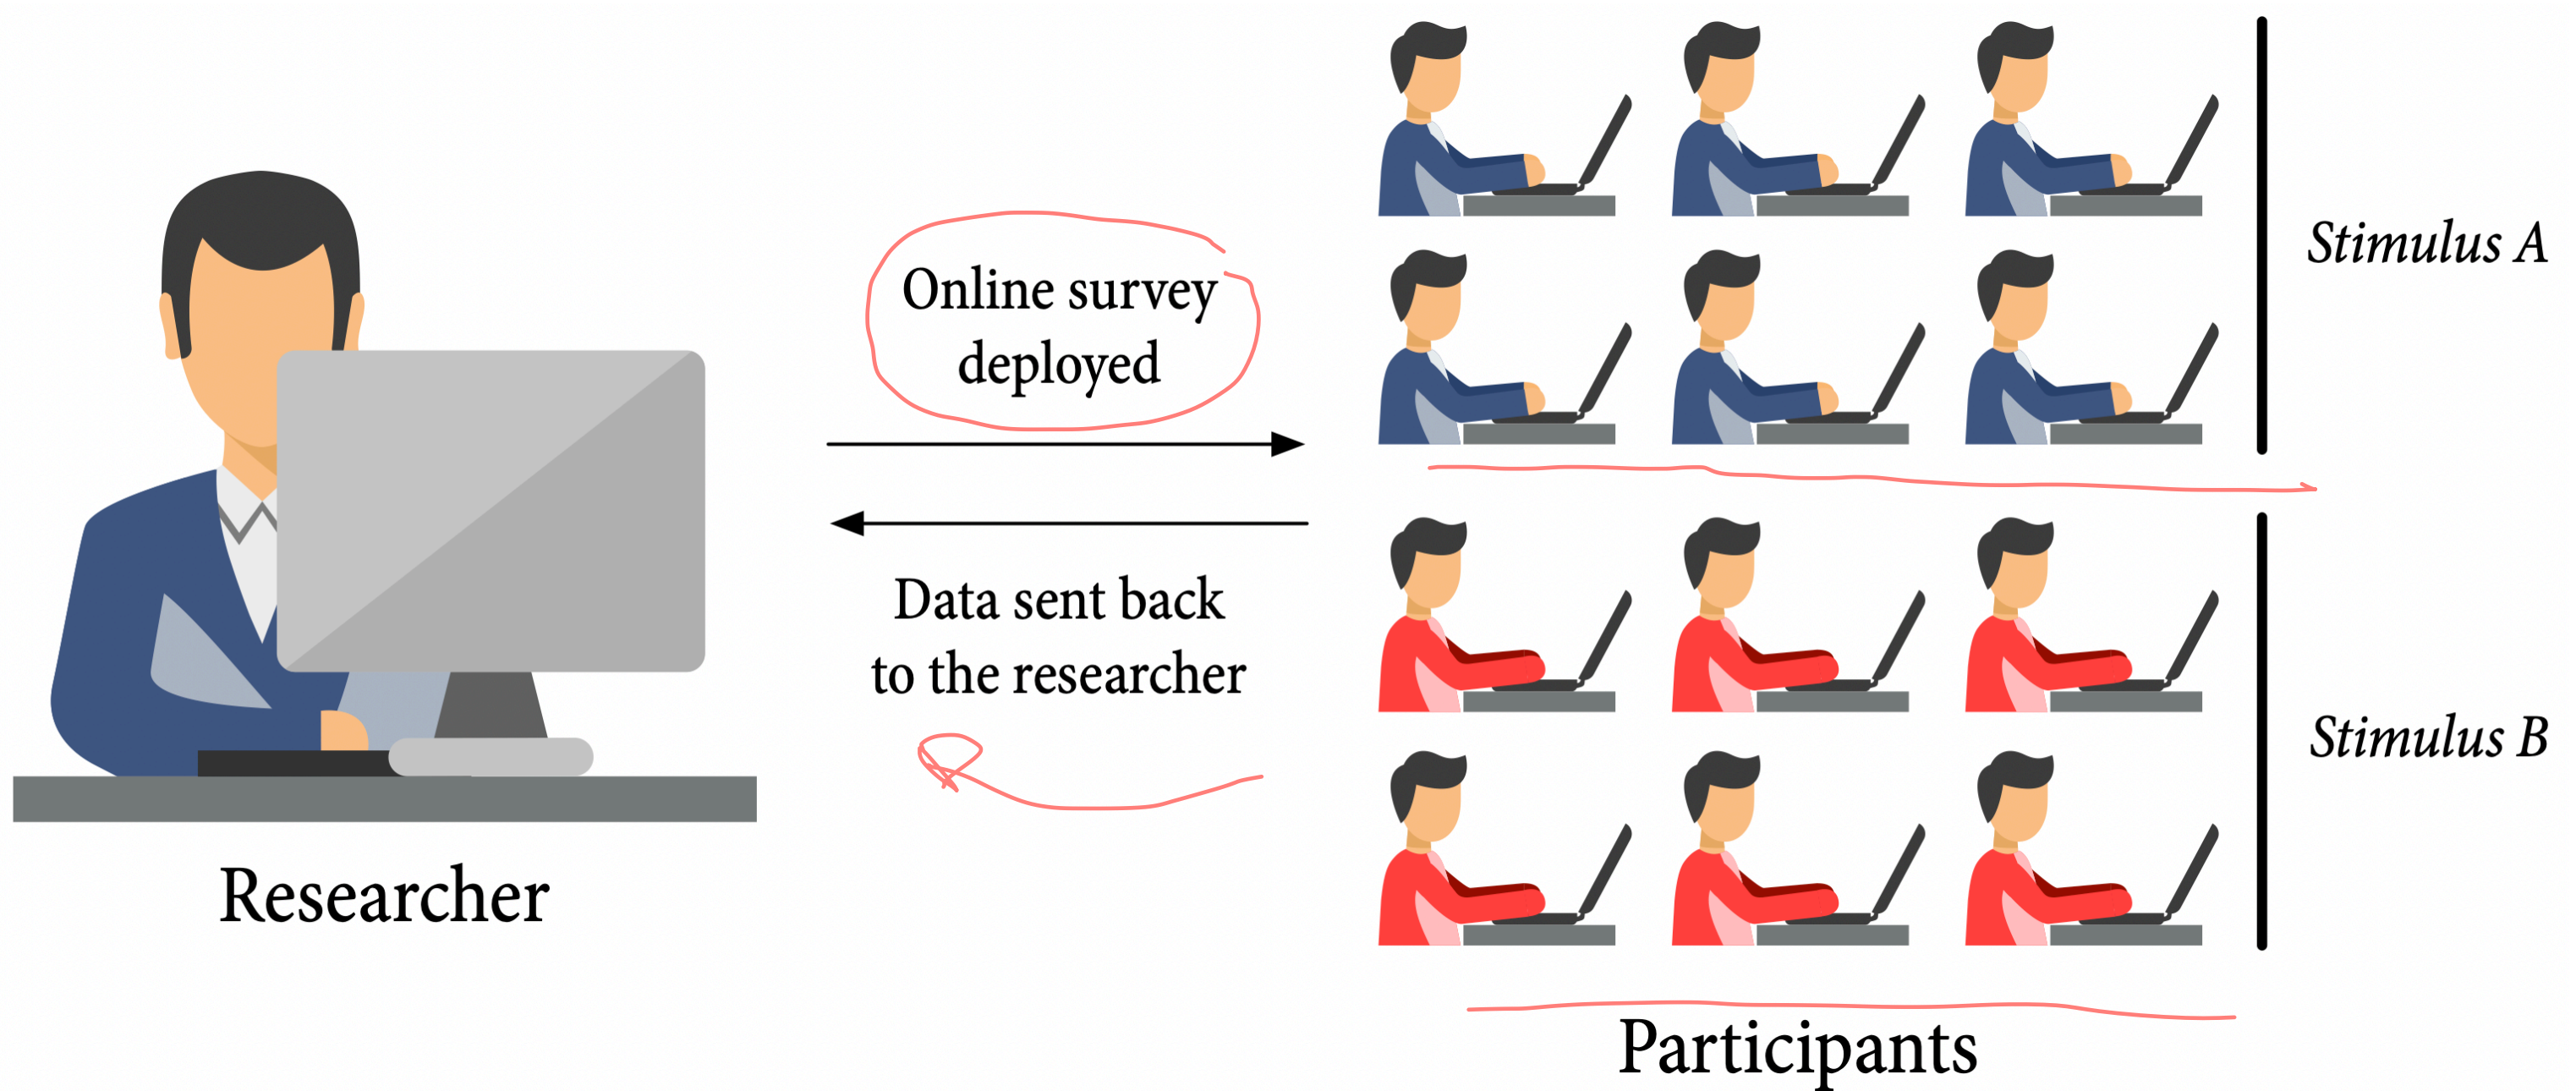 Online survey
deployed
Data sent back
to the researcher
Researcher
Stimulus A
Stimulus B
Participants